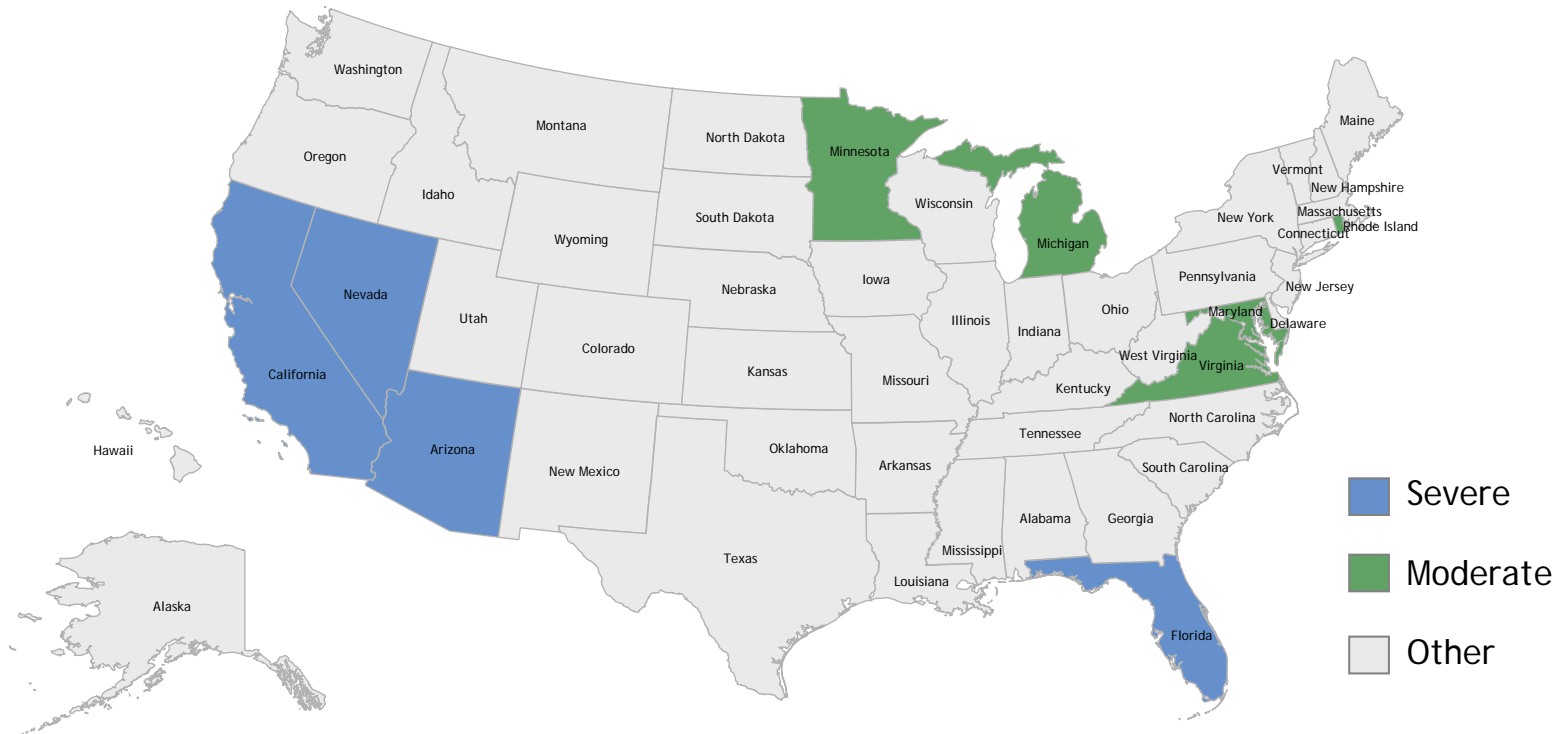 Washington
Montana
North Dakota
Minnesota
Maine
Oregon
Idaho
Wyoming
South Dakota
Wisconsin
Michigan
Vermont
New Hampshire
New York
Massachusetts
Connecticut
Rhode Island
Nevada
Utah
Colorado
Nebraska
Iowa
Illinois
Indiana
Ohio
Pennsylvania
New Jersey
Maryland
Delaware
West Virginia
Virginia
California
Kansas
Missouri
Kentucky
Hawaii
Arizona
New Mexico
Oklahoma
Arkansas
Tennessee
North Carolina
South Carolina
Alaska
Texas
Louisiana
Mississippi
Alabama
Georgia
Florida
Severe
Moderate
Other